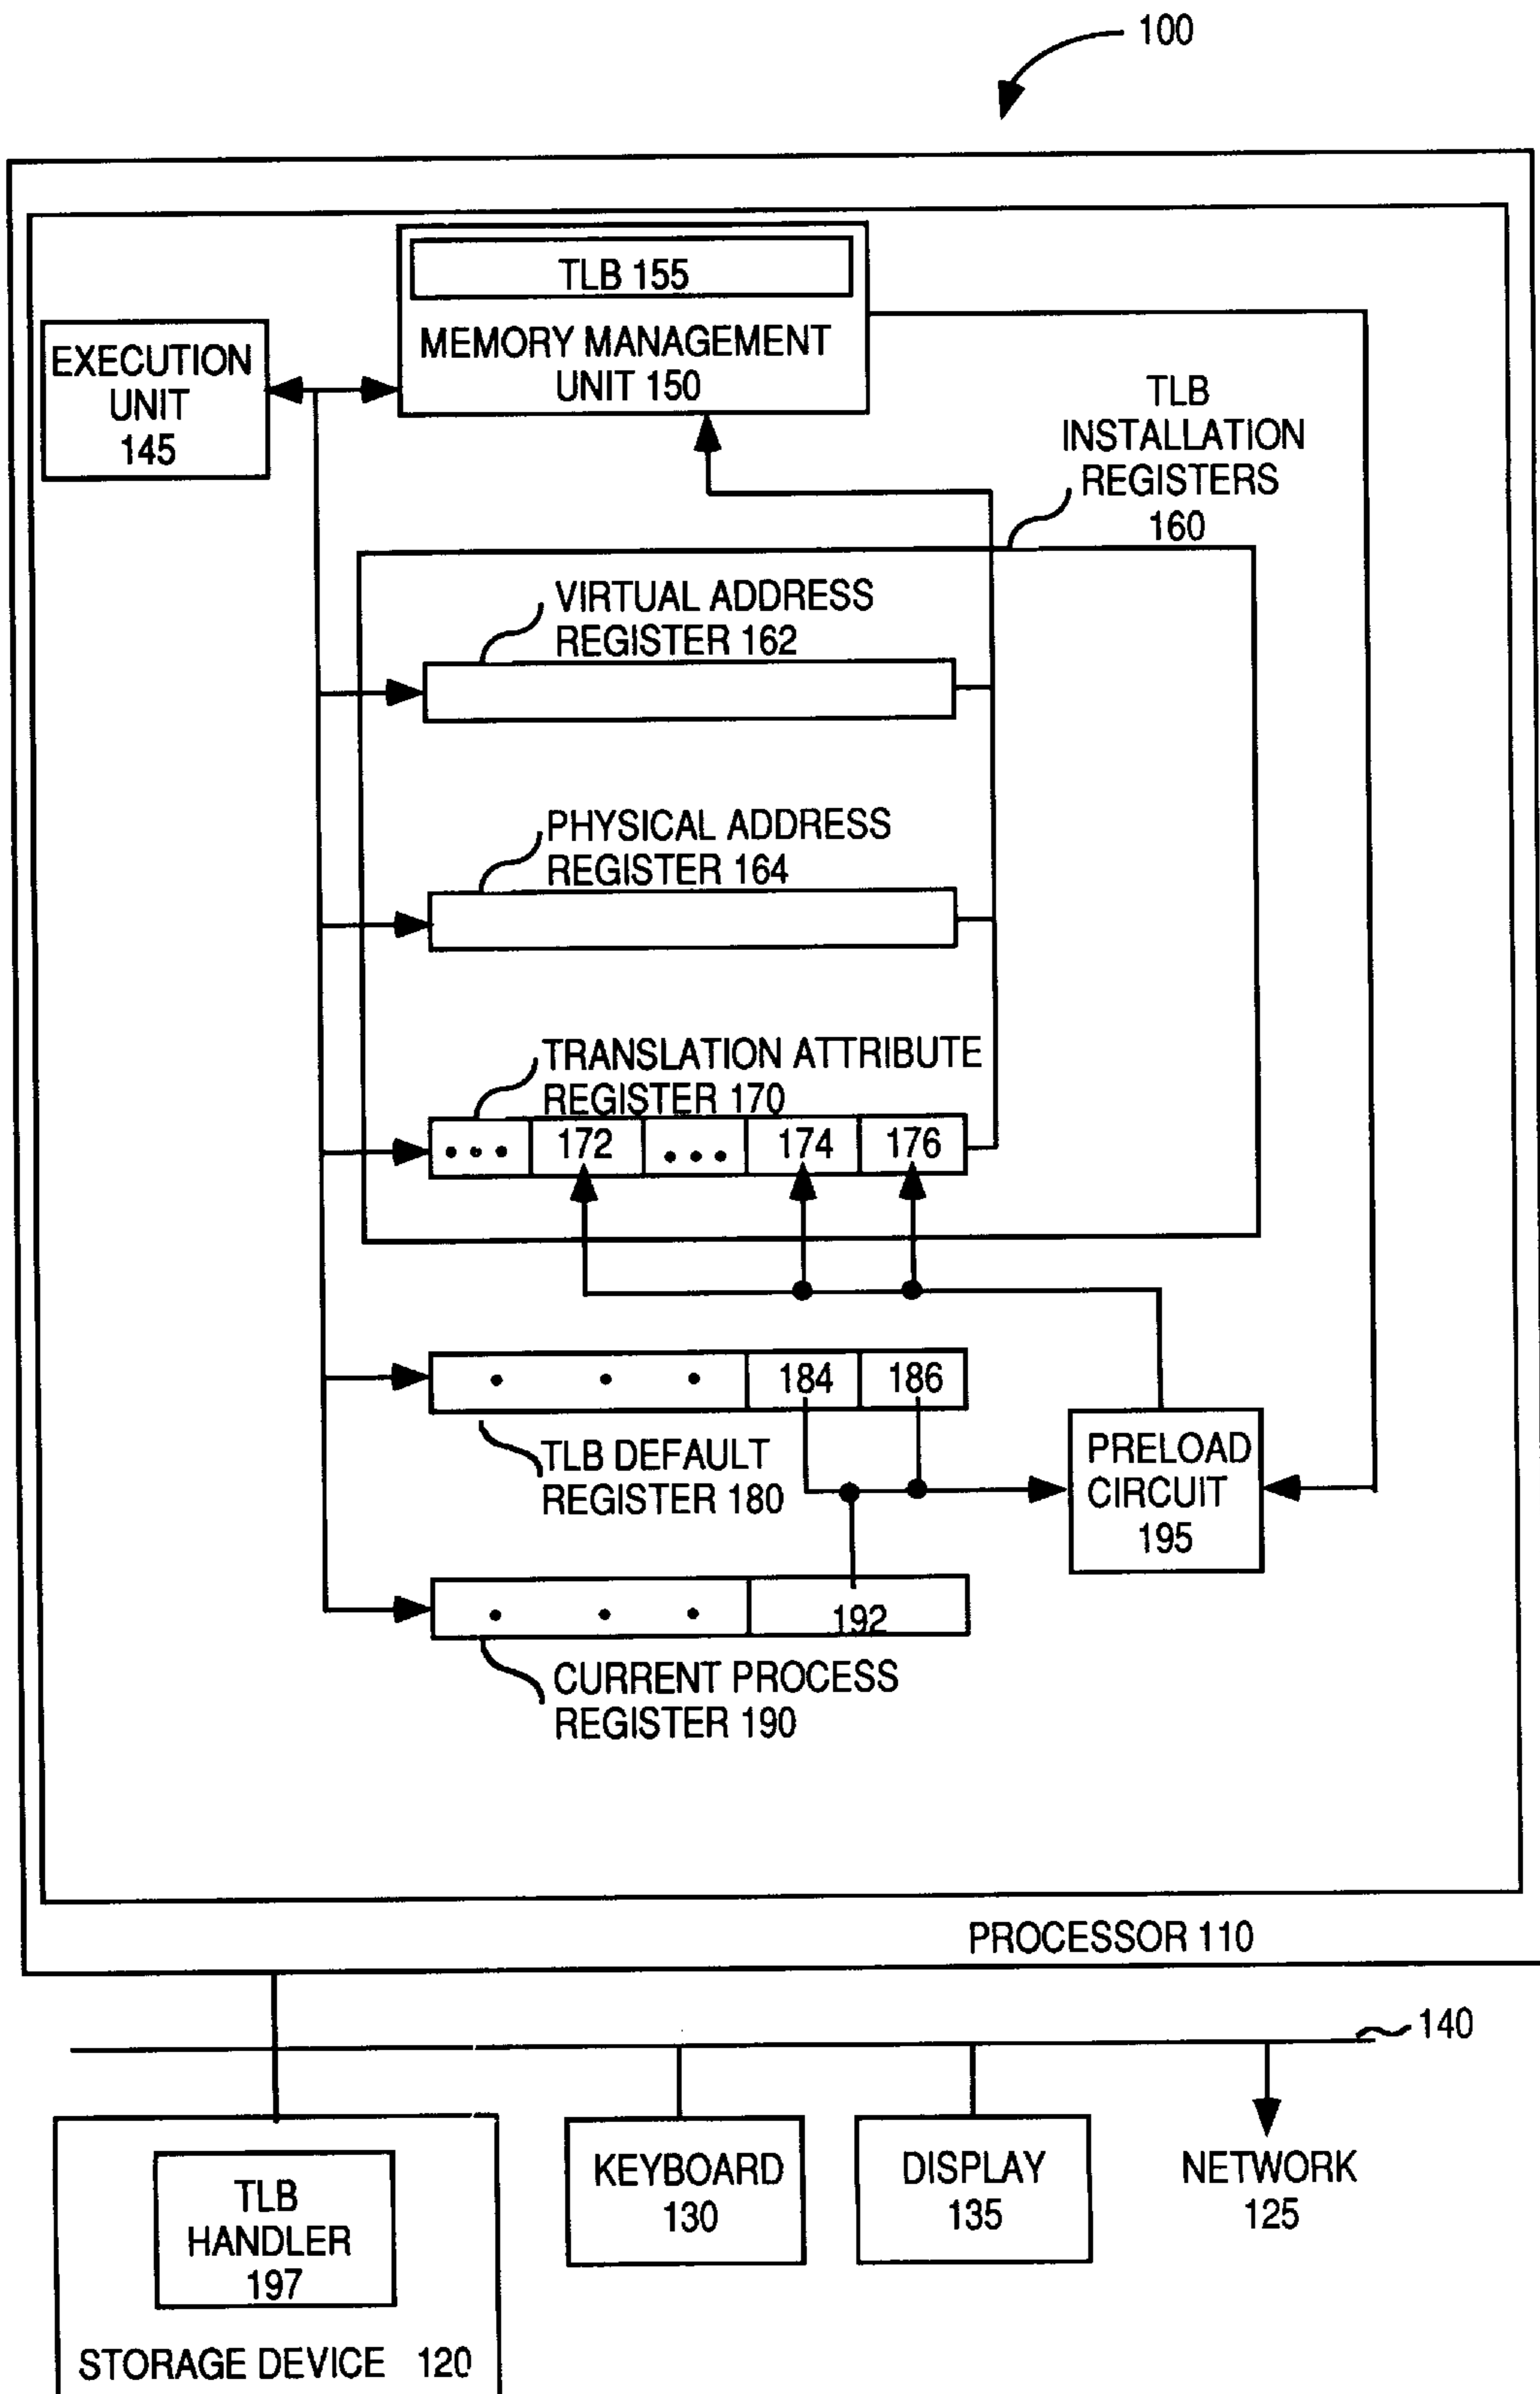 100
TLB 155
MEMORY MANAGEMENT
UNIT 150
EXECUTION
UNIT
145
TLB
INSTALLATION
REGISTERS
160
VIRTUAL ADDRESS
REGISTER 162
PHYSICAL ADDRESS
REGISTER 164
TRANSLATION ATTRIBUTE
REGISTER 170
172
174
176
184
186
TLB DEFAULT
REGISTER 180
PRELOAD
CIRCUIT
195
192
CURRENT PROCESS
REGISTER 190
PROCESSOR 110
140
TLB
HANDLER
197
STORAGE DEVICE 120
KEYBOARD
130
DISPLAY
135
NETWORK
125